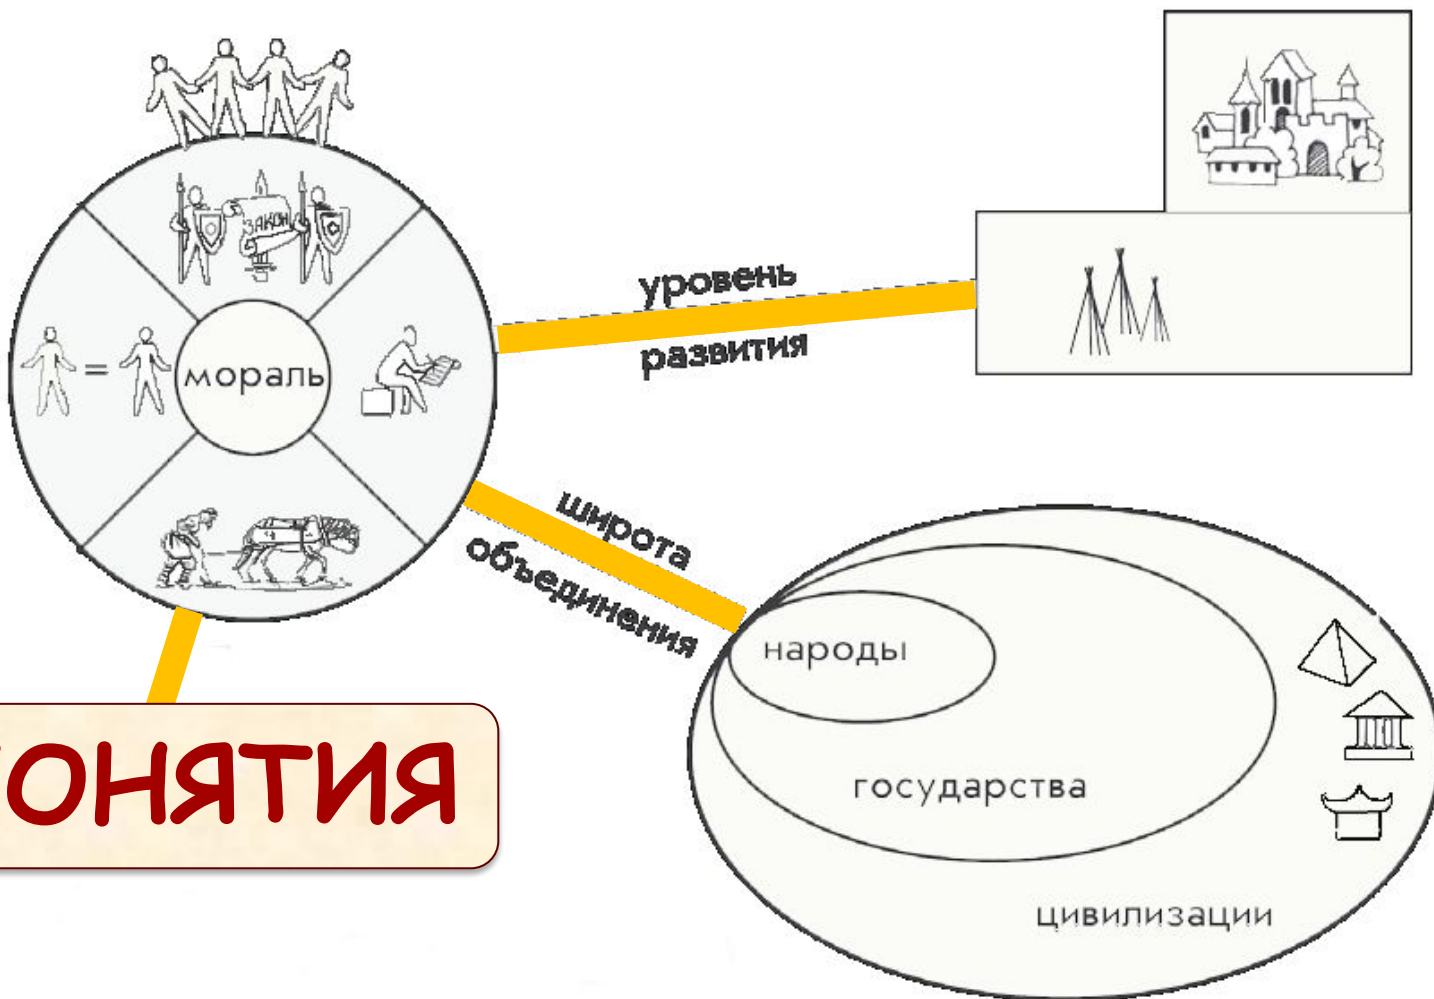 ЗАКОН
=
мораль
уровень
развития
широта
объединения
народы
государства
цивилизации
ОНЯТИЯ